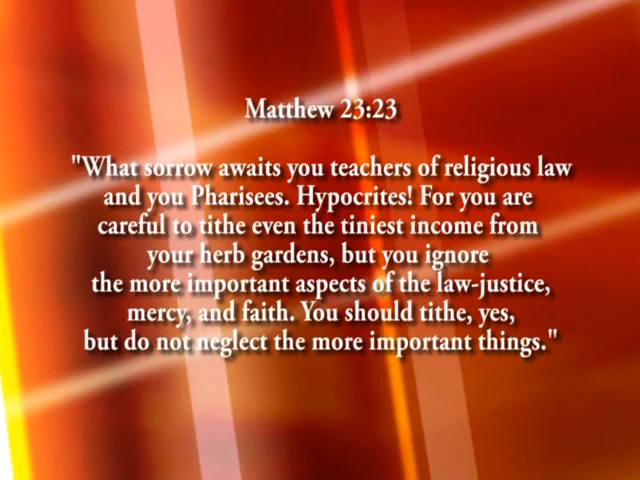 Matthew 23:23
"What sorrow awaits you teachers of religious law
and you Pharisees. Hypocrites! For you are
careful to tithe even the tiniest income from
your herb gardens, but you ignore
the more important aspects of the law-justice,
mercy, and faith. You should tithe, yes,
but do not neglect the more important things."